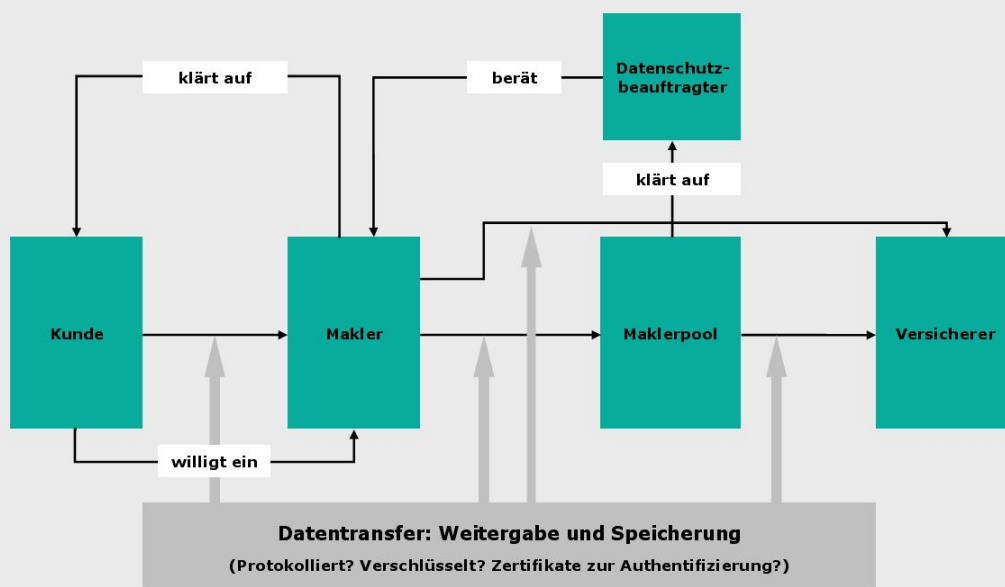 klärt auf
berät
Datenschutz-
beauftragter
klärt auf
Kunde
Makler
Maklerpool
Versicherer
willigt ein
Datentransfer: Weitergabe und Speicherung
(Protokolliert? Verschlüsselt? Zertifikate zur Authentifizierung?)